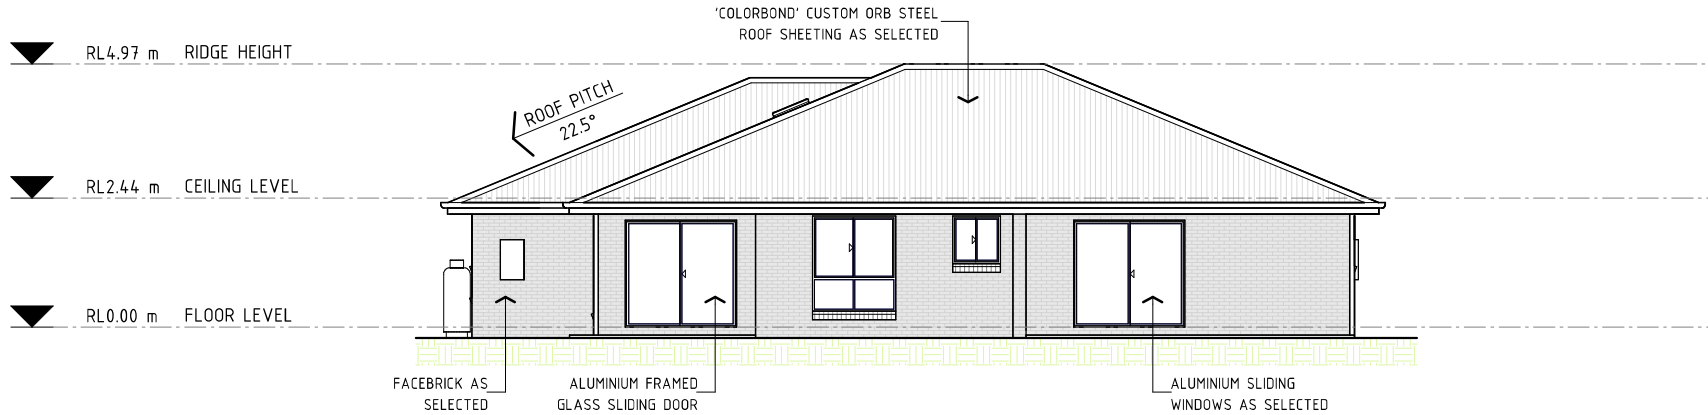 'COLORBOND' CUSTOM ORB STEEL
ROOF SHEETING AS SELECTED
RL4.97 m RIDGE HEIGHT
ROOF PITCH
22.5°
RL2.44 m CEILING LEVEL
RL0.00 m FLOOR LEVEL
FACEBRICK AS
SELECTED
ALUMINIUM FRAMED
GLASS SLIDING DOOR
ALUMINIUM SLIDING
WINDOWS AS SELECTED